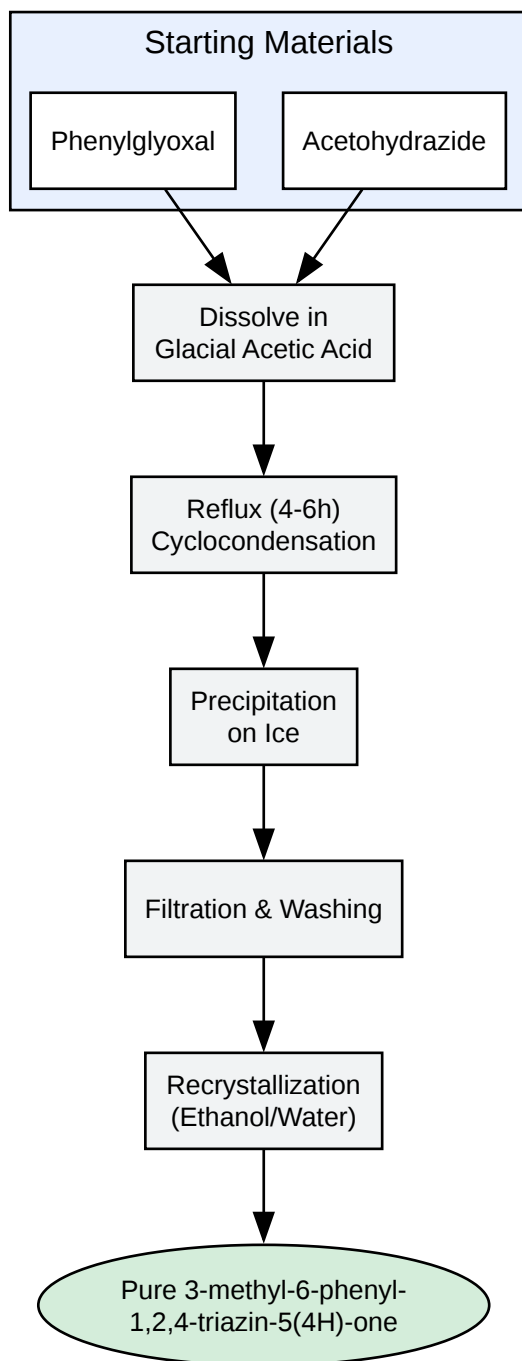 Starting Materials
Phenylglyoxal
Acetohydrazide
Dissolve in
Glacial Acetic Acid
Reflux (4-6h)
Cyclocondensation
Precipitation
on Ice
Filtration & Washing
Recrystallization
(Ethanol/Water)
Pure 3-methyl-6-phenyl-
1,2,4-triazin-5(4H)-one